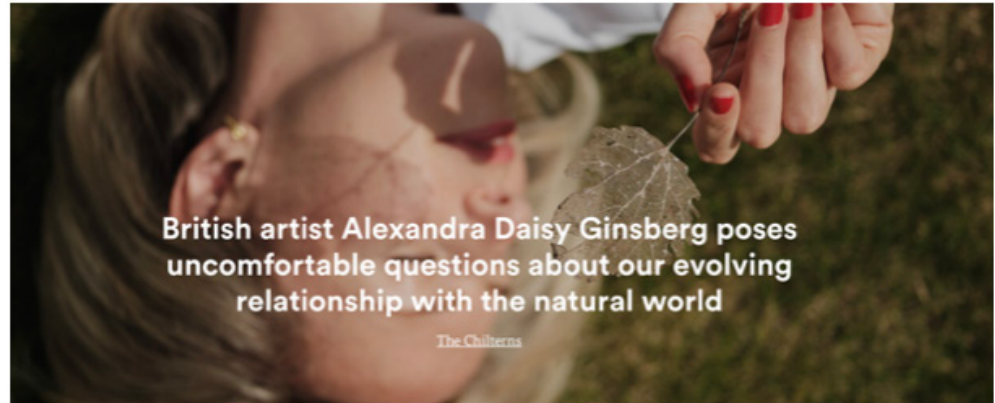 British artist Alexandra Daisy Ginsberg poses
uncomfortable questions about our evolving
relationship with the natural world
The Chilterns